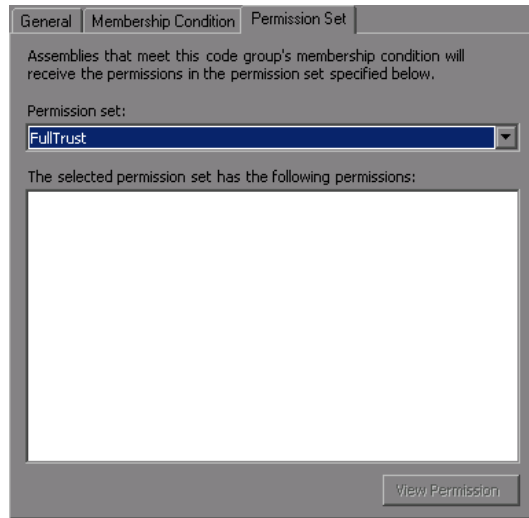 General Membership Condition Permission Set
Assemblies that meet this code group's membership condition will
receive the permissions in the permission set specified below.
Permission set:
FullTrust
The selected permission set has the following permissions:
View Permission